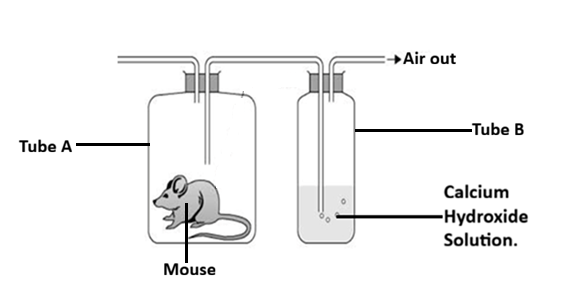 Air out
Tube A
Tube B
Calcium
Hydroxide
Solution.
Mouse